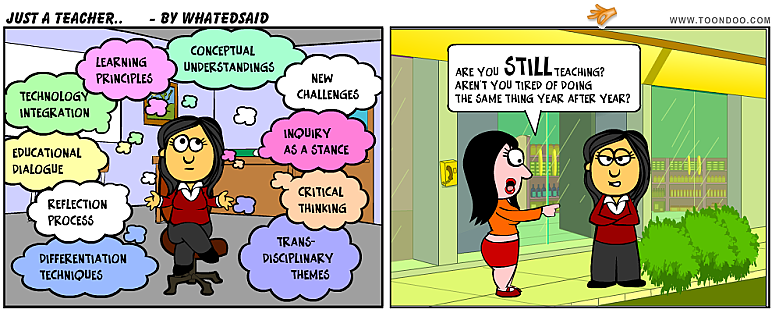 JUST A TEACHER.. - BY WHATEDSAID
WWW.TOONDOO.COM
LEARNING
PRINCIPLES
CONCEPTUAL
UNDERSTANDINGS
NEW
CHALLENGES
TECHNOLOGY
INTEGRATION
INQUIRY
AS A STANCE
EDUCATIONAL
DIALOGUE
CRITICAL
THINKING
REFLECTION
PROCESS
TRANS-
DISCIPLINARY
THEMES
DIFFERENTIATION
TECHNIQUES
ARE YOU STILL TEACHING?
AREN'T YOU TIRED OF DOING
THE SAME THING YEAR AFTER YEAR?